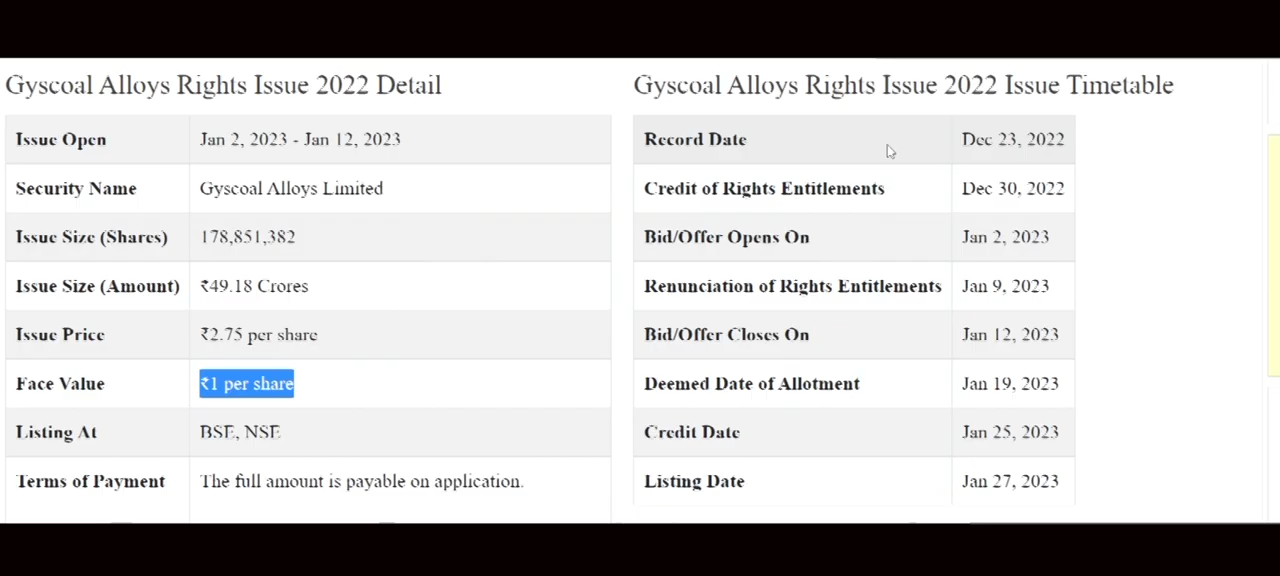 Gyscoal Alloys Rights Issue 2022 Detail
Issue Open Jan 2, 2023 - Jan 12, 2023
Security Name Gyscoal Alloys Limited
Issue Size (Shares) 178,851,382
Issue Size (Amount) ₹49.18 Crores
Issue Price ₹2.75 per share
Face Value ₹1 per share
Listing At BSE, NSE
Terms of Payment The full amount is payable on application.
Gyscoal Alloys Rights Issue 2022 Issue Timetable
Record Date Dec 23, 2022
Credit of Rights Entitlements Dec 30, 2022
Bid/Offer Opens On Jan 2, 2023
Renunciation of Rights Entitlements Jan 9, 2023
Bid/Offer Closes On Jan 12, 2023
Deemed Date of Allotment Jan 19, 2023
Credit Date Jan 25, 2023
Listing Date Jan 27, 2023